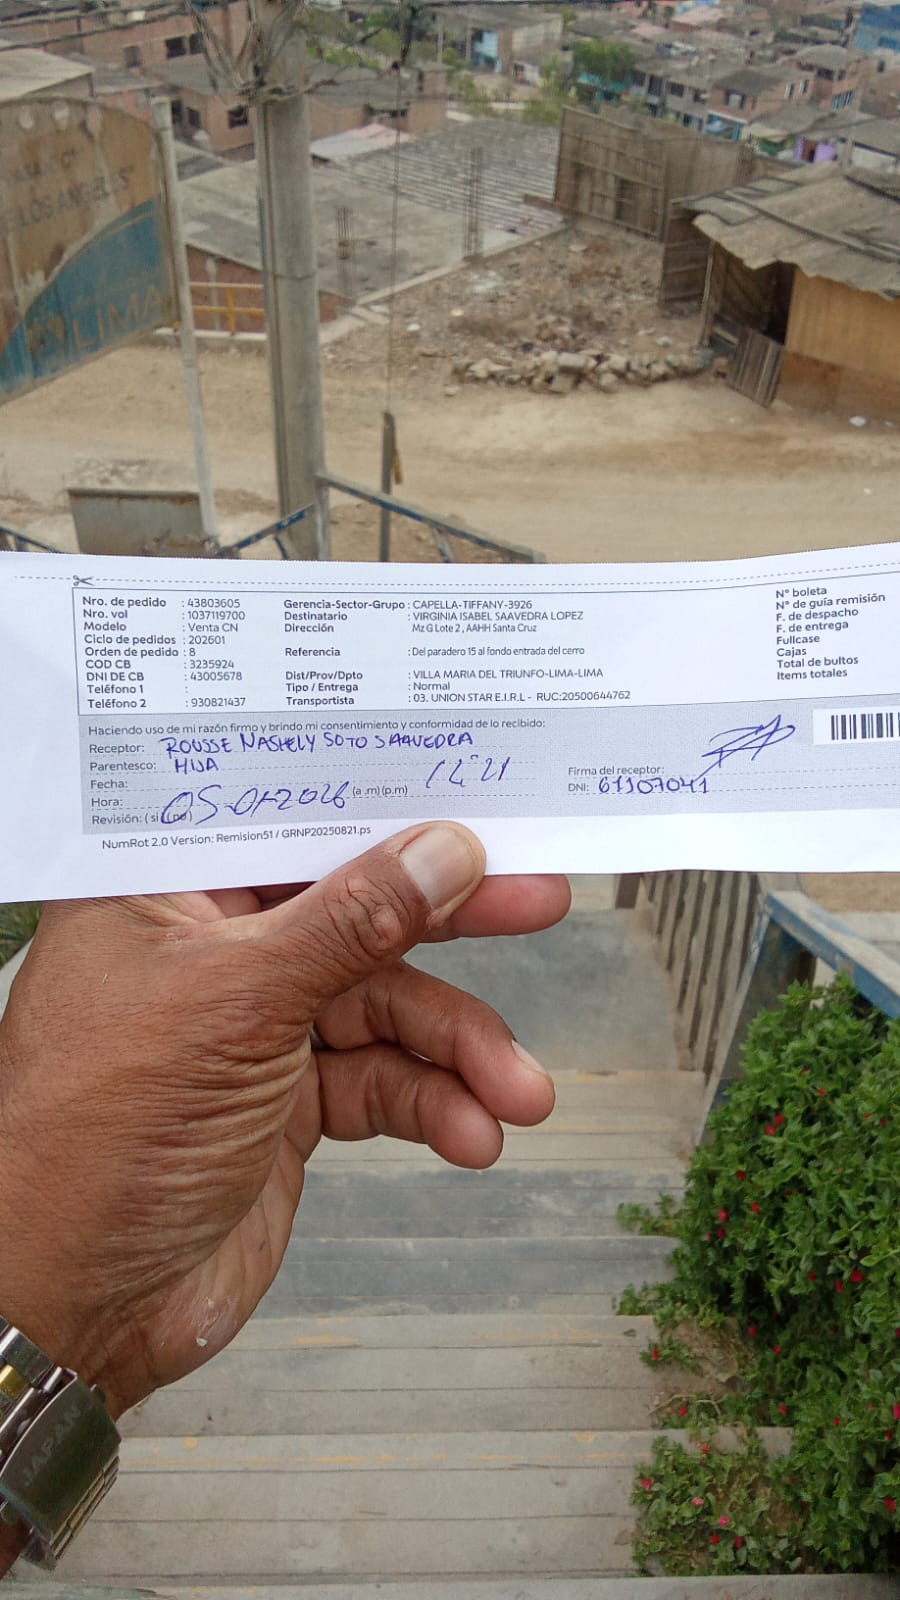 LOS ANGELES
LIMA
Nro. de pedido : 43803605
Nro. vol : 1037119700
Modelo : Venta CN
Ciclo de pedidos : 202601
Orden de pedido : 8
COD CB : 3235924
DNI DE CB : 43005678
Teléfono 1 :
Teléfono 2 : 930821437
Gerencia-Sector-Grupo : CAPELLA-TIFFANY-3926
Destinatario : VIRGINIA ISABEL SAAVEDRA LOPEZ
Dirección Mz G Lote 2 , AAHH Santa Cruz
Referencia : Del paradero 15 al fondo entrada del cerro
Dist/Prov/Dpto : VILLA MARIA DEL TRIUNFO-LIMA-LIMA
Tipo / Entrega : Normal
Transportista : 03. UNION STAR E.I.R.L - RUC:20500644762
N° boleta
N° de guía remisión
F. de despacho
F. de entrega
Fullcase
Cajas
Total de bultos
Items totales
Haciendo uso de mi razón firmo y brindo mi consentimiento y conformidad de lo recibido:
Receptor: ROUSSE NASHELY SOTO SAAVEDRA
Parentesco: HIJA
Fecha: 05-01-2026
Hora: (a.m)(p.m) 12:21
Revisión: ( si ) ( no )
Firma del receptor:
DNI: 61107041
NumRot 2.0 Version: Remision51 / GRNP20250821.ps
JAPAN